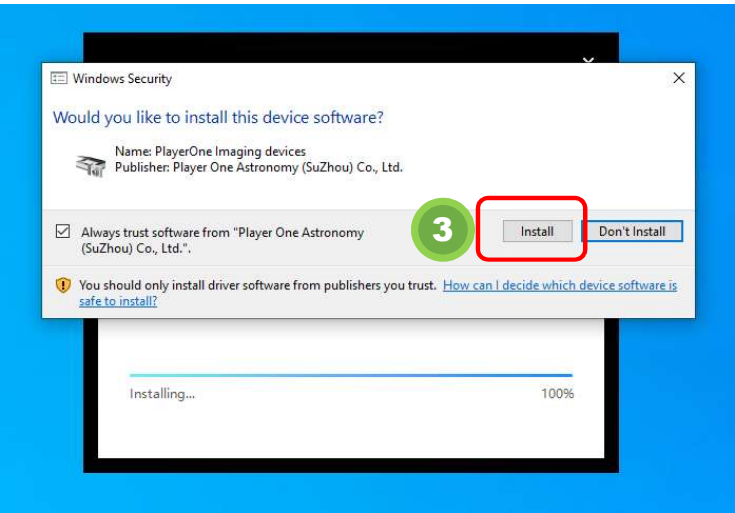 Windows Security
Would you like to install this device software?
Name: PlayerOne Imaging devices
Publisher: Player One Astronomy (SuZhou) Co., Ltd.
Always trust software from "Player One Astronomy
(SuZhou) Co., Ltd.".
3
Install
Don't Install
You should only install driver software from publishers you trust. How can I decide which device software is
safe to install?
Installing...
100%